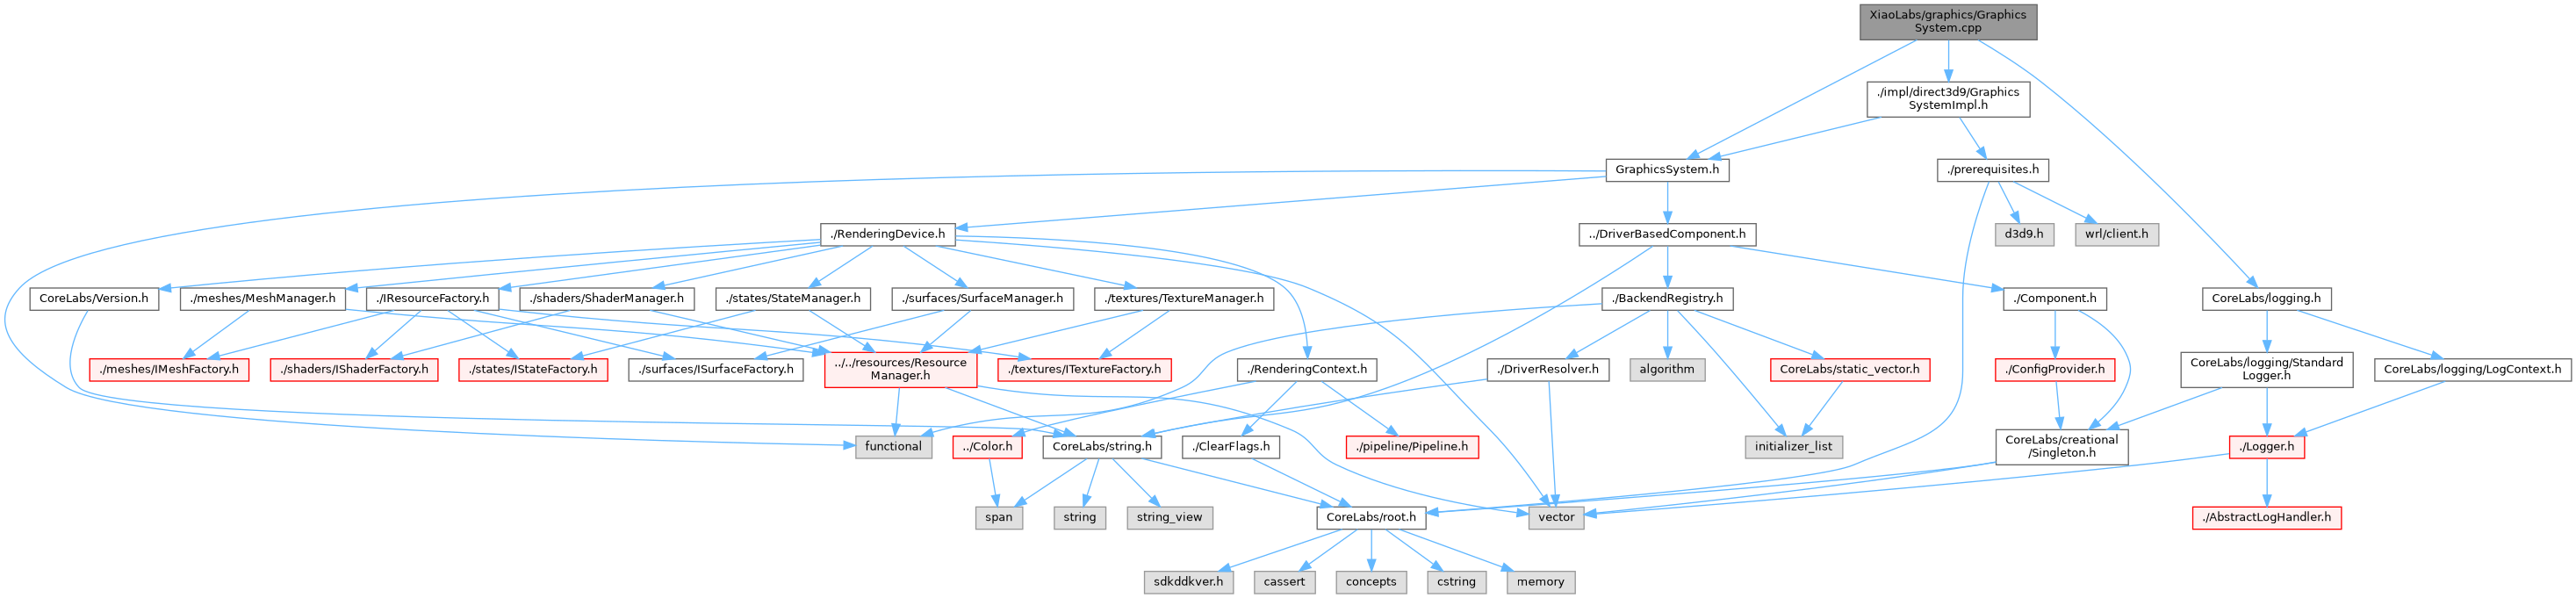 XiaoLabs/graphics/Graphics
System.cpp
./impl/direct3d9/Graphics
SystemImpl.h
GraphicsSystem.h
./prerequisites.h
./RenderingDevice.h
../DriverBasedComponent.h
d3d9.h
wrl/client.h
CoreLabs/Version.h
./meshes/MeshManager.h
./IResourceFactory.h
./shaders/ShaderManager.h
./states/StateManager.h
./surfaces/SurfaceManager.h
./textures/TextureManager.h
./BackendRegistry.h
./Component.h
CoreLabs/logging.h
./meshes/IMeshFactory.h
./shaders/IShaderFactory.h
./states/IStateFactory.h
./surfaces/ISurfaceFactory.h
../../resources/Resource
Manager.h
./textures/ITextureFactory.h
./RenderingContext.h
./DriverResolver.h
algorithm
CoreLabs/static_vector.h
./ConfigProvider.h
CoreLabs/logging/Standard
Logger.h
CoreLabs/logging/LogContext.h
functional
../Color.h
CoreLabs/string.h
./ClearFlags.h
./pipeline/Pipeline.h
initializer_list
CoreLabs/creational
/Singleton.h
./Logger.h
span
string
string_view
CoreLabs/root.h
vector
./AbstractLogHandler.h
sdkddkver.h
cassert
concepts
cstring
memory